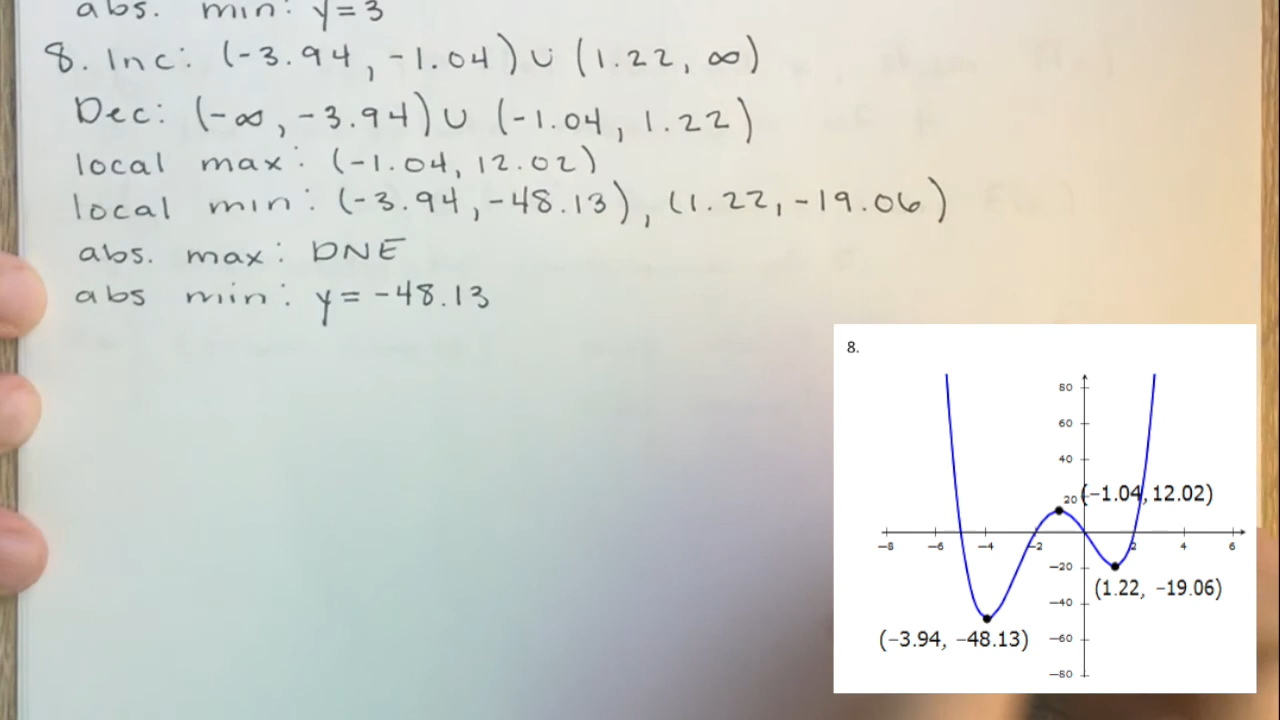 abs. min: y=3
8. Inc: (-3.94, -1.04) ∪ (1.22, ∞)
Dec: (-∞, -3.94) ∪ (-1.04, 1.22)
local max: (-1.04, 12.02)
local min: (-3.94, -48.13), (1.22, -19.06)
abs. max: DNE
abs min: y = -48.13
8.
80
60
40
20
(−1.04, 12.02)
−8 −6 −4 −2 2 4 6
−20
(1.22, −19.06)
−40
(−3.94, −48.13)
−60
−80